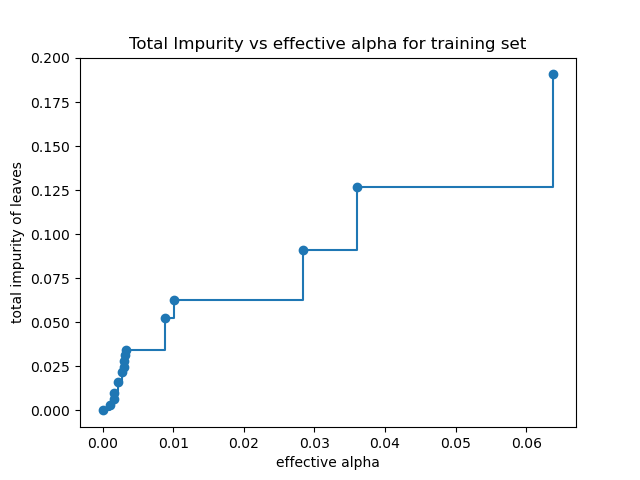 Total Impurity vs effective alpha for training set
total impurity of leaves
0.200
0.175
0.150
0.125
0.100
0.075
0.050
0.025
0.000
0.00 0.01 0.02 0.03 0.04 0.05 0.06
effective alpha